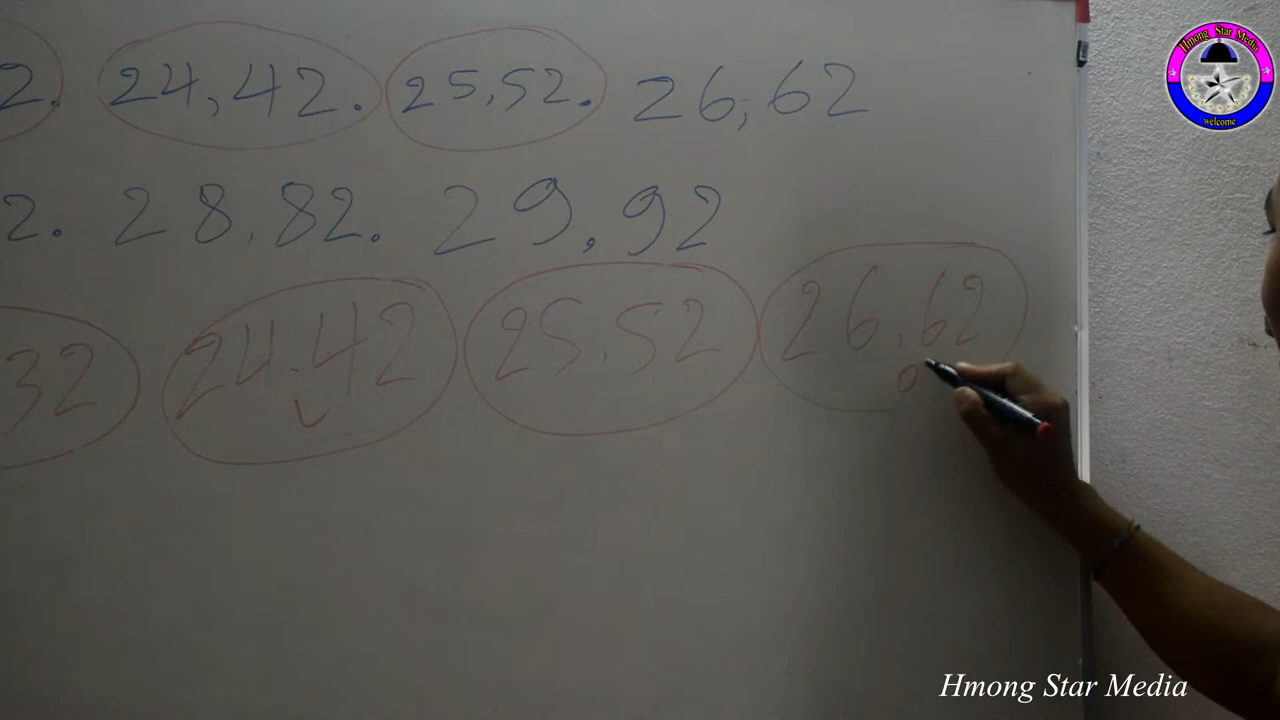 2. 24,42. 25,52. 26,62
2. 28.82. 29.92
32 24.42 25.52 26.62
0
Hmong Star Media
welcome
Hmong Star Media